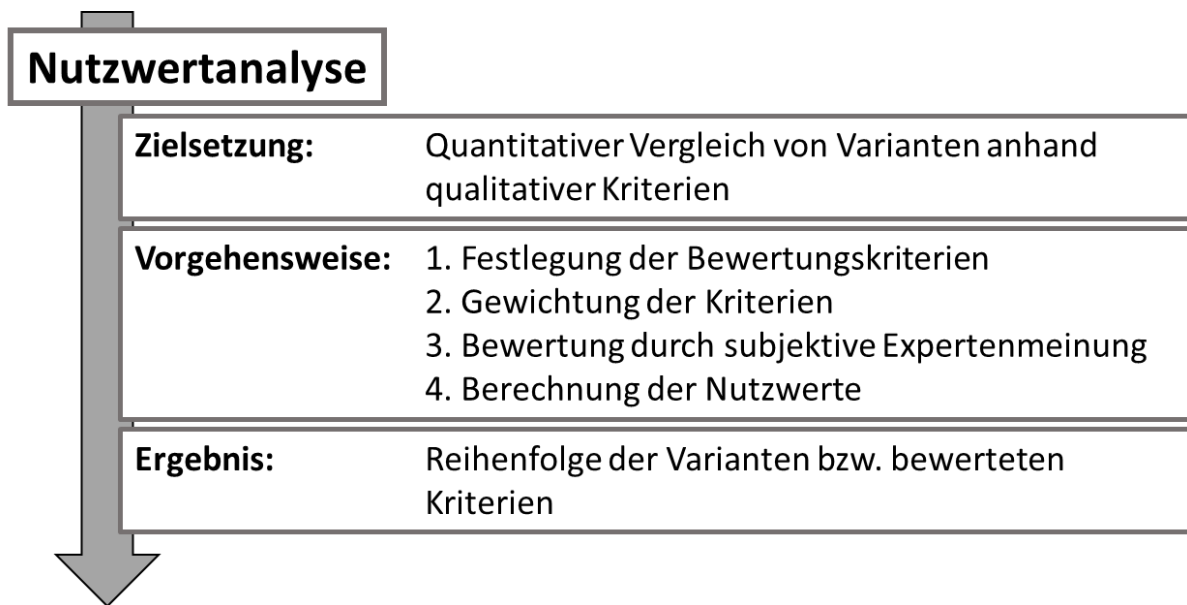 Nutzwertanalyse
Zielsetzung: Quantitativer Vergleich von Varianten anhand
qualitativer Kriterien
Vorgehensweise: 1. Festlegung der Bewertungskriterien
2. Gewichtung der Kriterien
3. Bewertung durch subjektive Expertenmeinung
4. Berechnung der Nutzwerte
Ergebnis: Reihenfolge der Varianten bzw. bewerteten
Kriterien